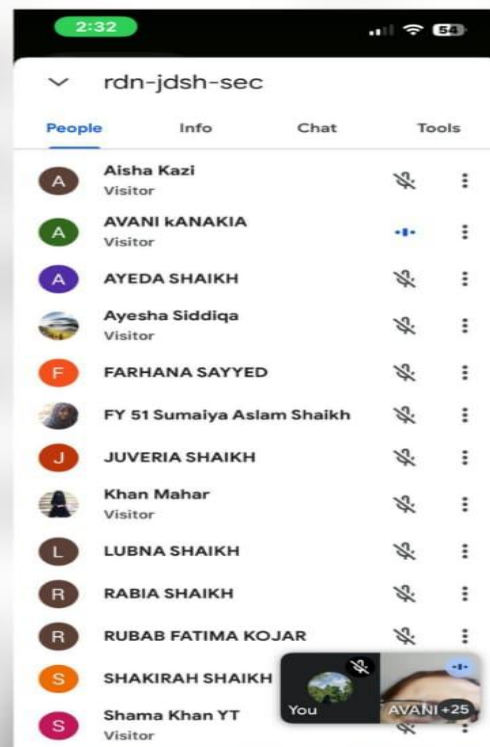 2:32
54
rdn-jdsh-sec
People Info Chat Tools
A
Aisha Kazi
Visitor
A
AVANI kANAKIA
Visitor
A
AYEDA SHAIKH
Ayesha Siddiqa
Visitor
F
FARHANA SAYYED
FY 51 Sumaiya Aslam Shaikh
J
JUVERIA SHAIKH
Khan Mahar
Visitor
L
LUBNA SHAIKH
R
RABIA SHAIKH
R
RUBAB FATIMA KOJAR
S
SHAKIRAH SHAIKH
S
Shama Khan YT
Visitor
You
AVANI +25